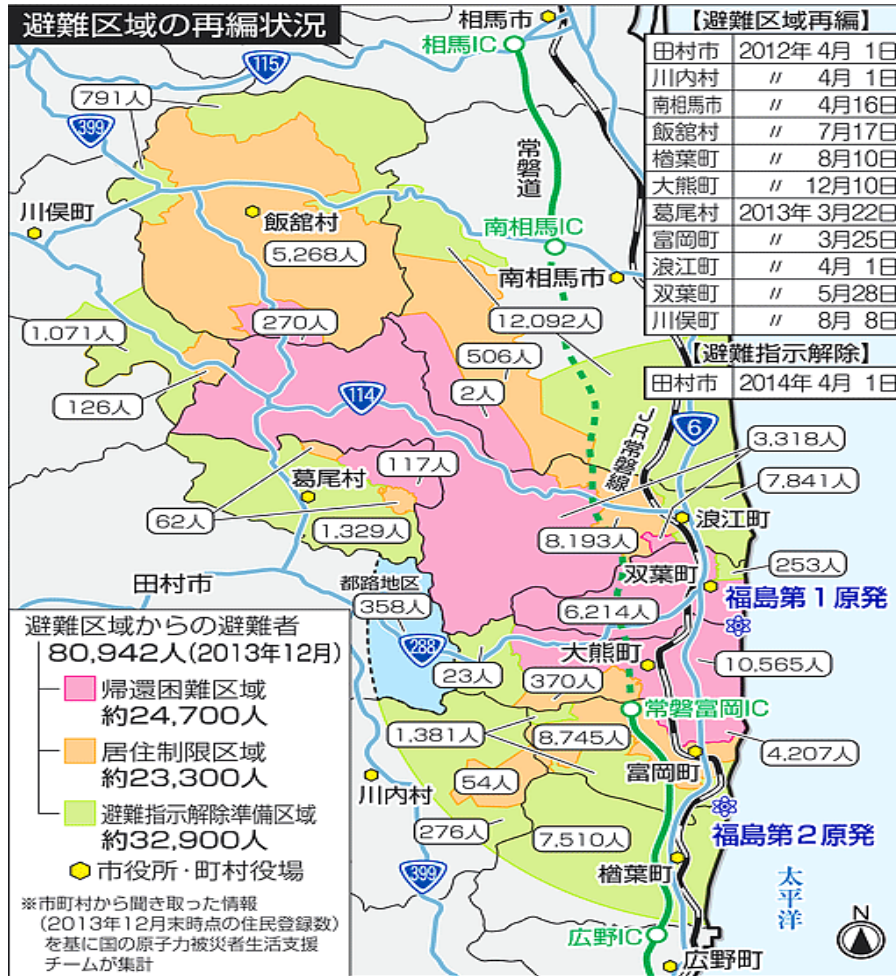 避難区域の再編状況
相馬市
相馬IC
【避難区域再編】
田村市 2012年 4月 1日
川内村 〃 4月 1日
南相馬市 〃 4月16日
飯舘村 〃 7月17日
楢葉町 〃 8月10日
大熊町 〃 12月10日
葛尾村 2013年 3月22日
富岡町 〃 3月25日
浪江町 〃 4月 1日
双葉町 〃 5月28日
川俣町 〃 8月 8日
【避難指示解除】
田村市 2014年 4月 1日
115
791人
399
常磐道
川俣町
飯舘村
5,268人
南相馬IC
南相馬市
12,092人
270人
1,071人
506人
2人
126人
114
JR常磐線
6
3,318人
117人
葛尾村
7,841人
62人
1,329人
8,193人
浪江町
253人
双葉町
田村市
都路地区
358人
6,214人
福島第1原発
288
23人
大熊町
10,565人
370人
常磐富岡IC
1,381人
8,745人
4,207人
富岡町
54人
川内村
276人
7,510人
福島第2原発
399
楢葉町
太平洋
広野IC
広野町
N
避難区域からの避難者
80,942人(2013年12月)
帰還困難区域
約24,700人
居住制限区域
約23,300人
避難指示解除準備区域
約32,900人
市役所・町村役場
※市町村から聞き取った情報
(2013年12月末時点の住民登録数)
を基に国の原子力被災者生活支援
チームが集計